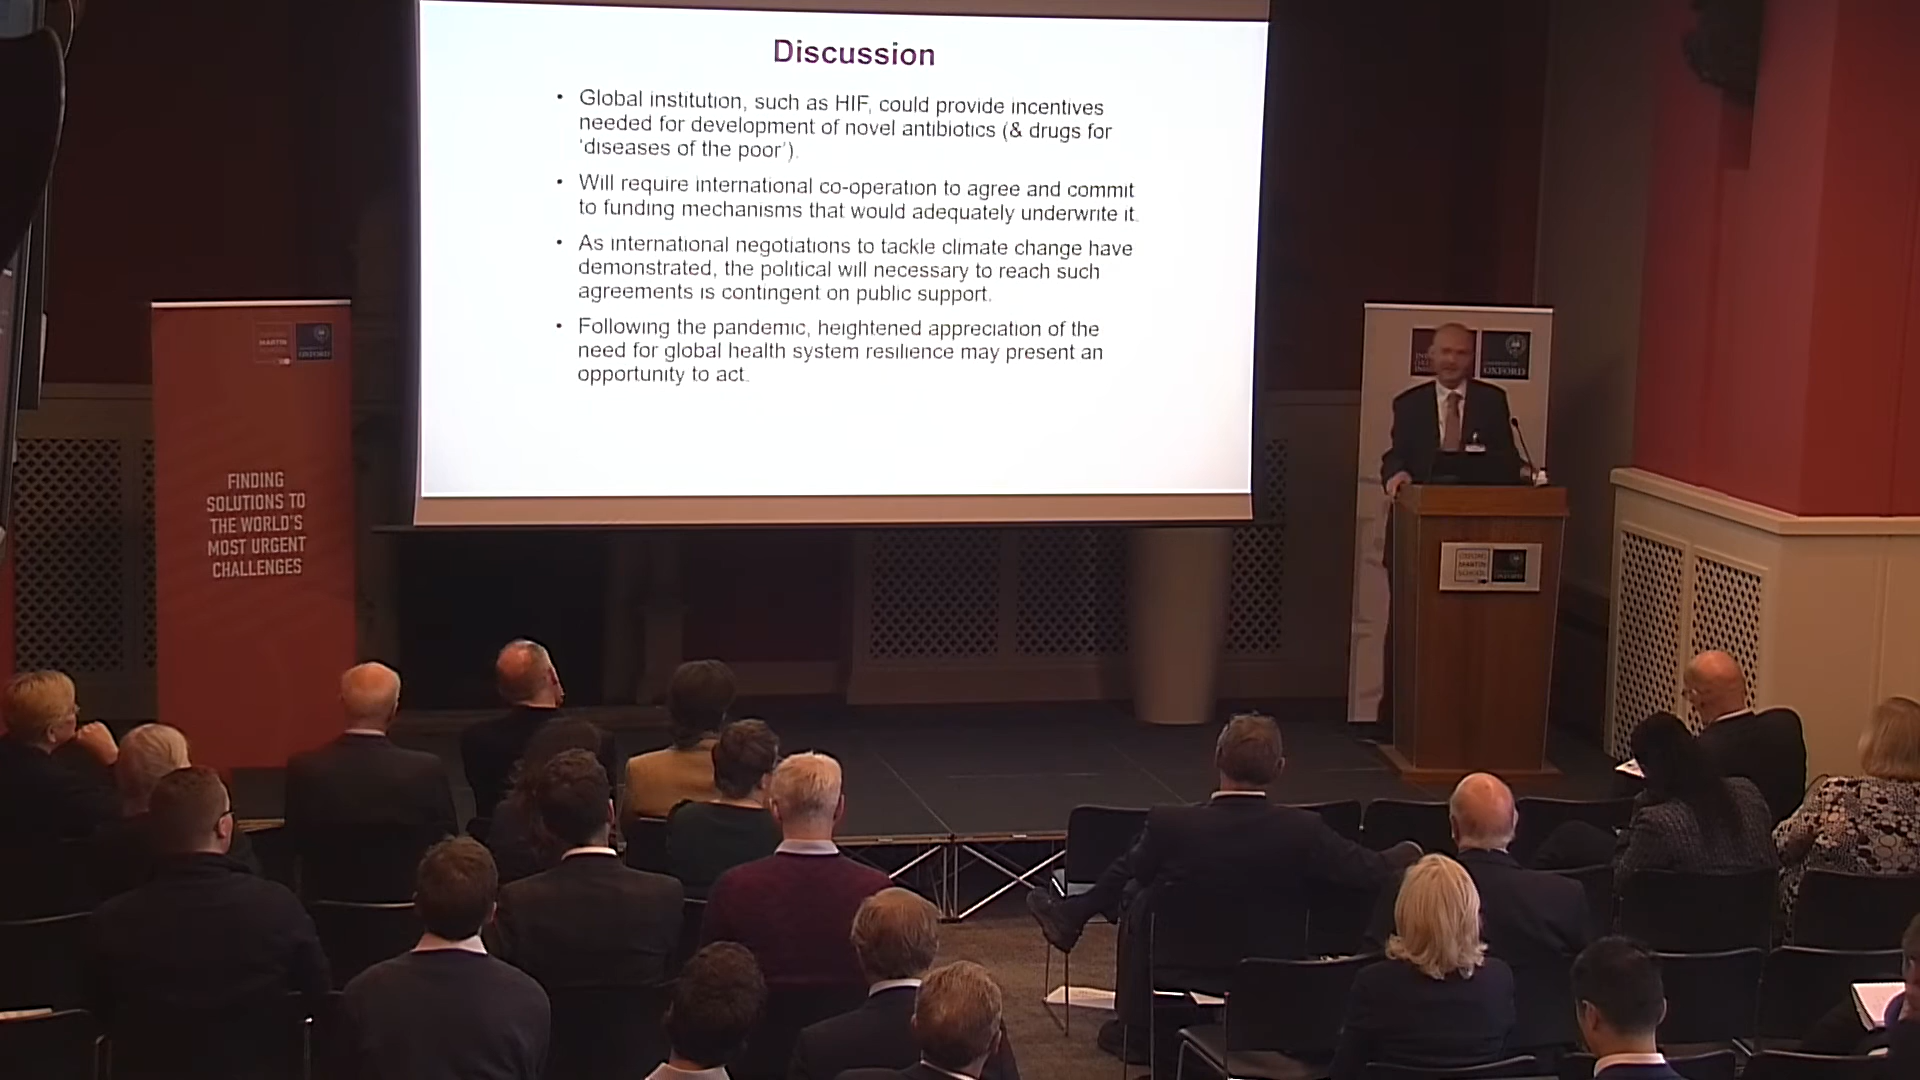 Discussion
• Global institution, such as HIF, could provide incentives
needed for development of novel antibiotics (& drugs for
'diseases of the poor').
• Will require international co-operation to agree and commit
to funding mechanisms that would adequately underwrite it.
• As international negotiations to tackle climate change have
demonstrated, the political will necessary to reach such
agreements is contingent on public support.
• Following the pandemic, heightened appreciation of the
need for global health system resilience may present an
opportunity to act.
MARTIN
OXFORD
FINDING
SOLUTIONS TO
THE WORLD'S
MOST URGENT
CHALLENGES
OXFORD
OXFORD
MARTIN
SCHOOL
OXFORD